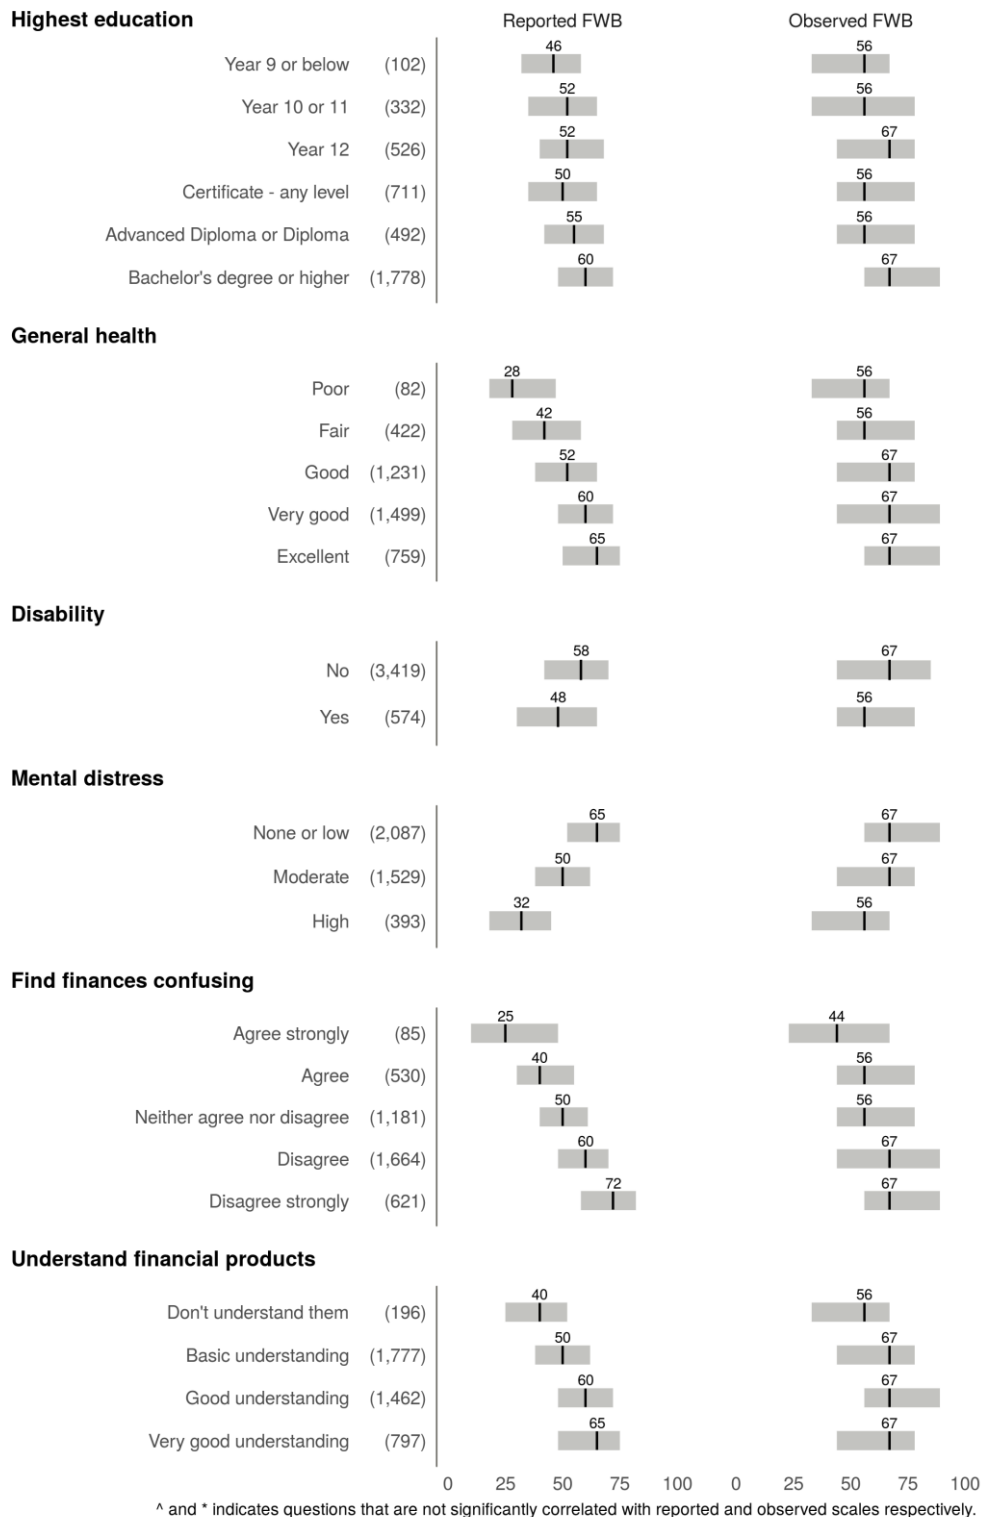 Highest education Reported FWB Observed FWB
46 56
Year 9 or below (102)
52 56
Year 10 or 11 (332)
52 67
Year 12 (526)
50 56
Certificate - any level (711)
55 56
Advanced Diploma or Diploma (492)
60 67
Bachelor's degree or higher (1,778)
General health
28 56
Poor (82)
42 56
Fair (422)
52 67
Good (1,231)
60 67
Very good (1,499)
65 67
Excellent (759)
Disability
58 67
No (3,419)
48 56
Yes (574)
Mental distress
65 67
None or low (2,087)
50 67
Moderate (1,529)
32 56
High (393)
Find finances confusing
25 44
Agree strongly (85)
40 56
Agree (530)
50 56
Neither agree nor disagree (1,181)
60 67
Disagree (1,664)
72 67
Disagree strongly (621)
Understand financial products
40 56
Don't understand them (196)
50 67
Basic understanding (1,777)
60 67
Good understanding (1,462)
65 67
Very good understanding (797)
0 25 50 75 100 0 25 50 75 100
^ and * indicates questions that are not significantly correlated with reported and observed scales respectively.